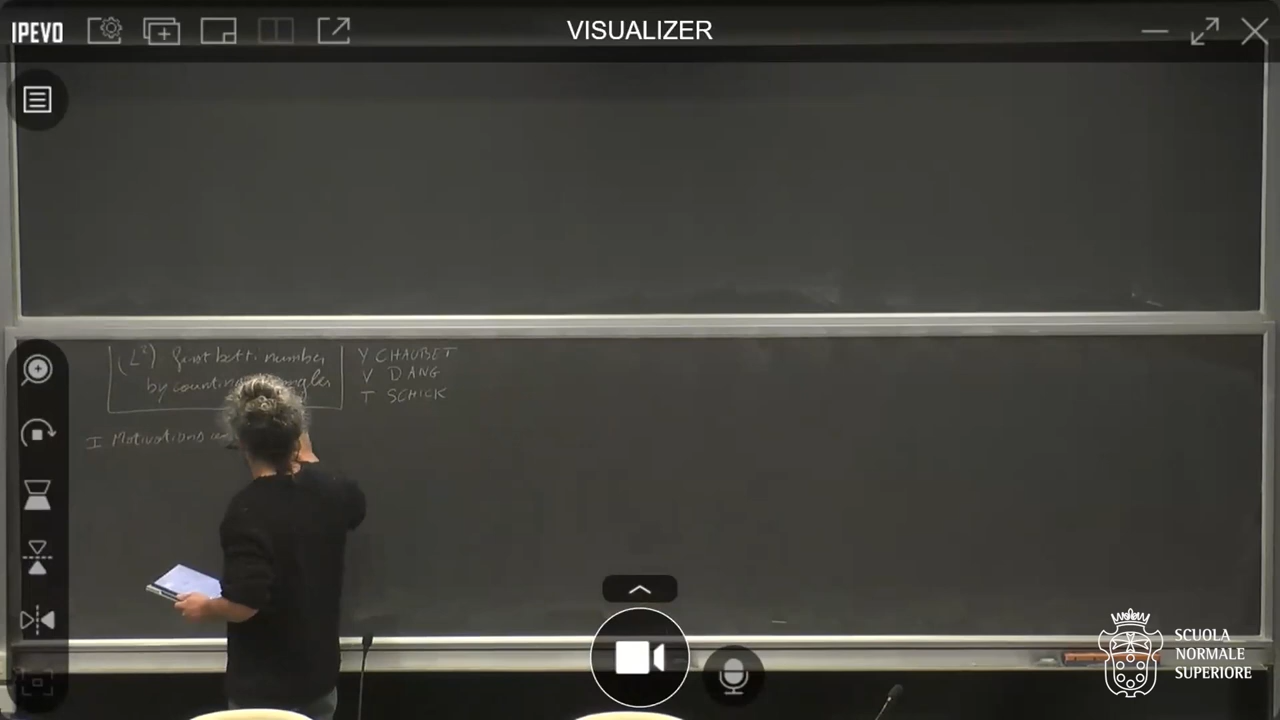 IPEVO
VISUALIZER
(L²) first betti number
by counting
Y CHAUBET
V DANG
T SCHICK
I Motivations
SCUOLA
NORMALE
SUPERIORE